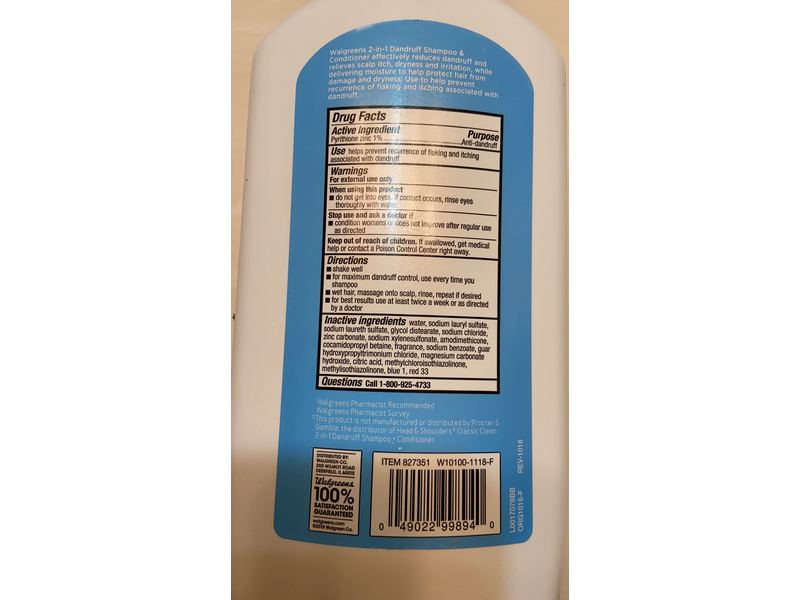 Walgreens 2-in-1 Dandruff Shampoo &
Conditioner effectively reduces dandruff and
relieves scalp itch, dryness and irritation, while
delivering moisture to help protect hair from
damage and dryness. Use to help prevent
recurrence of flaking and itching associated with
dandruff.
Drug Facts
Active ingredient Purpose
Pyrithione zinc 1%..........................Anti-dandruff
Use helps prevent recurrence of flaking and itching
associated with dandruff
Warnings
For external use only
When using this product
■ do not get into eyes. If contact occurs, rinse eyes
thoroughly with water.
Stop use and ask a doctor if
■ condition worsens or does not improve after regular use
as directed
Keep out of reach of children. If swallowed, get medical
help or contact a Poison Control Center right away.
Directions
■ shake well
■ for maximum dandruff control, use every time you
shampoo
■ wet hair, massage onto scalp, rinse, repeat if desired
■ for best results use at least twice a week or as directed
by a doctor
Inactive ingredients water, sodium lauryl sulfate,
sodium laureth sulfate, glycol distearate, sodium chloride,
zinc carbonate, sodium xylenesulfonate, amodimethicone,
cocamidopropyl betaine, fragrance, sodium benzoate, guar
hydroxypropyltrimonium chloride, magnesium carbonate
hydroxide, citric acid, methylchloroisothiazolinone,
methylisothiazolinone, blue 1, red 33
Questions Call 1-800-925-4733
Walgreens Pharmacist Recommended
Walgreens Pharmacist Survey
††This product is not manufactured or distributed by Procter &
Gamble, the distributor of Head & Shoulders® Classic Clean
2-in-1 Dandruff Shampoo + Conditioner.
DISTRIBUTED BY:
WALGREEN CO.
200 WILMOT ROAD
DEERFIELD, IL 60015
Walgreens
100%
SATISFACTION
GUARANTEED
walgreens.com
©2018 Walgreen Co.
ITEM 827351 W10100-1118-F
0 49022 99894 0
L0017078BB
ORG1018-F REV-1018